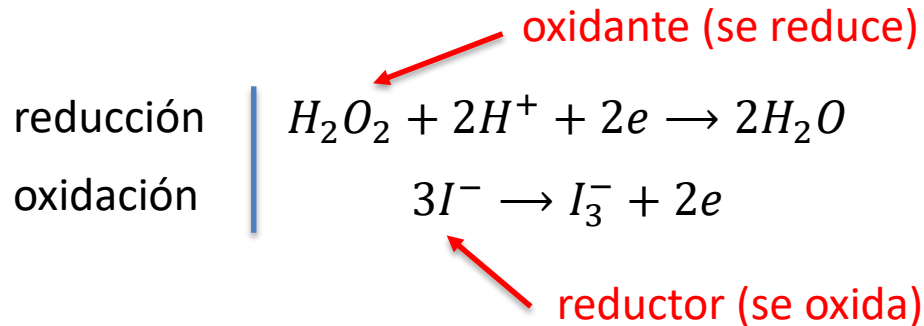 oxidante (se reduce)
reducción H₂O₂ + 2H⁺ + 2e ⟶ 2H₂O
oxidación 3I⁻ ⟶ I₃⁻ + 2e
reductor (se oxida)